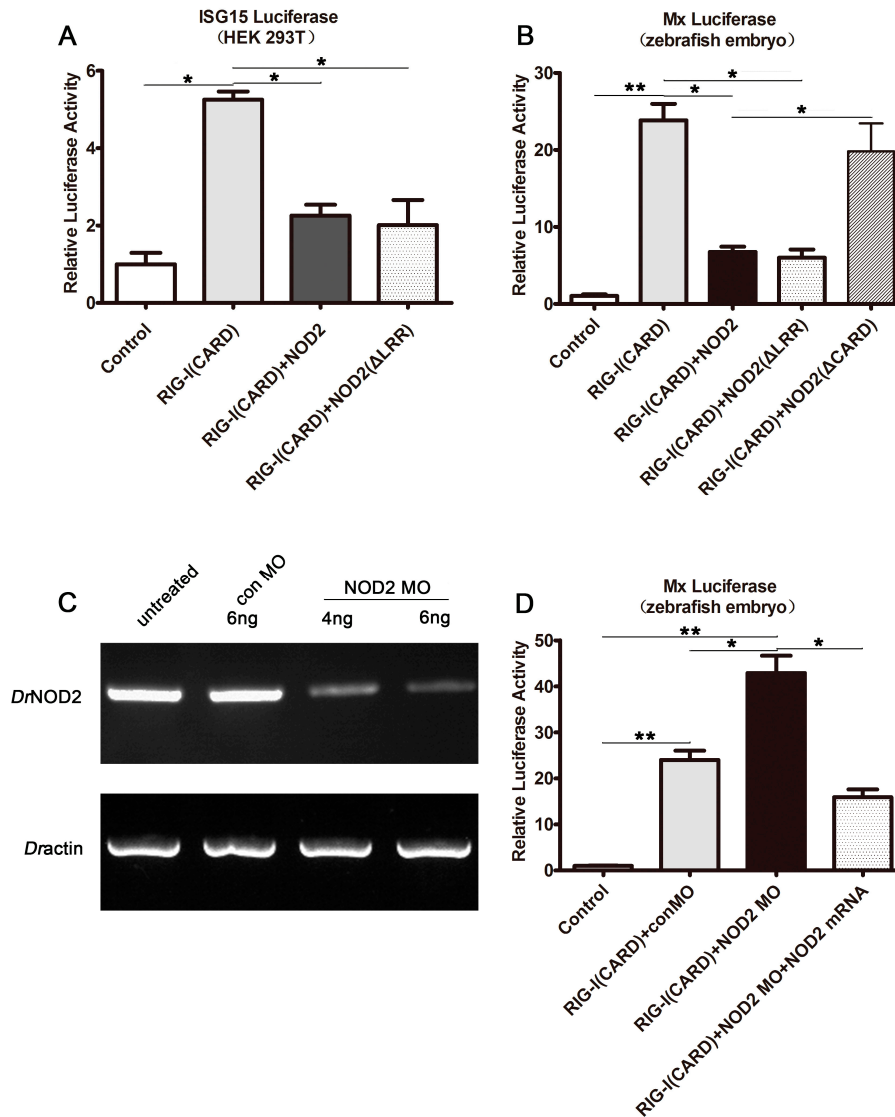 A
ISG15 Luciferase
（HEK 293T）
Relative Luciferase Activity
6
4
2
0
*
*
*
Control
RIG-I(CARD)
RIG-I(CARD)+NOD2
RIG-I(CARD)+NOD2(ΔLRR)
B
Mx Luciferase
(zebrafish embryo）
Relative Luciferase Activity
30
20
10
0
**
*
*
*
Control
RIG-I(CARD)
RIG-I(CARD)+NOD2
RIG-I(CARD)+NOD2(ΔLRR)
RIG-I(CARD)+NOD2(ΔCARD)
C
untreated
con MO
NOD2 MO
6ng
4ng
6ng
DrNOD2
Dractin
D
Mx Luciferase
(zebrafish embryo）
Relative Luciferase Activity
50
40
30
20
10
0
**
*
*
**
Control
RIG-I(CARD)+conMO
RIG-I(CARD)+NOD2 MO
RIG-I(CARD)+NOD2 MO+NOD2 mRNA